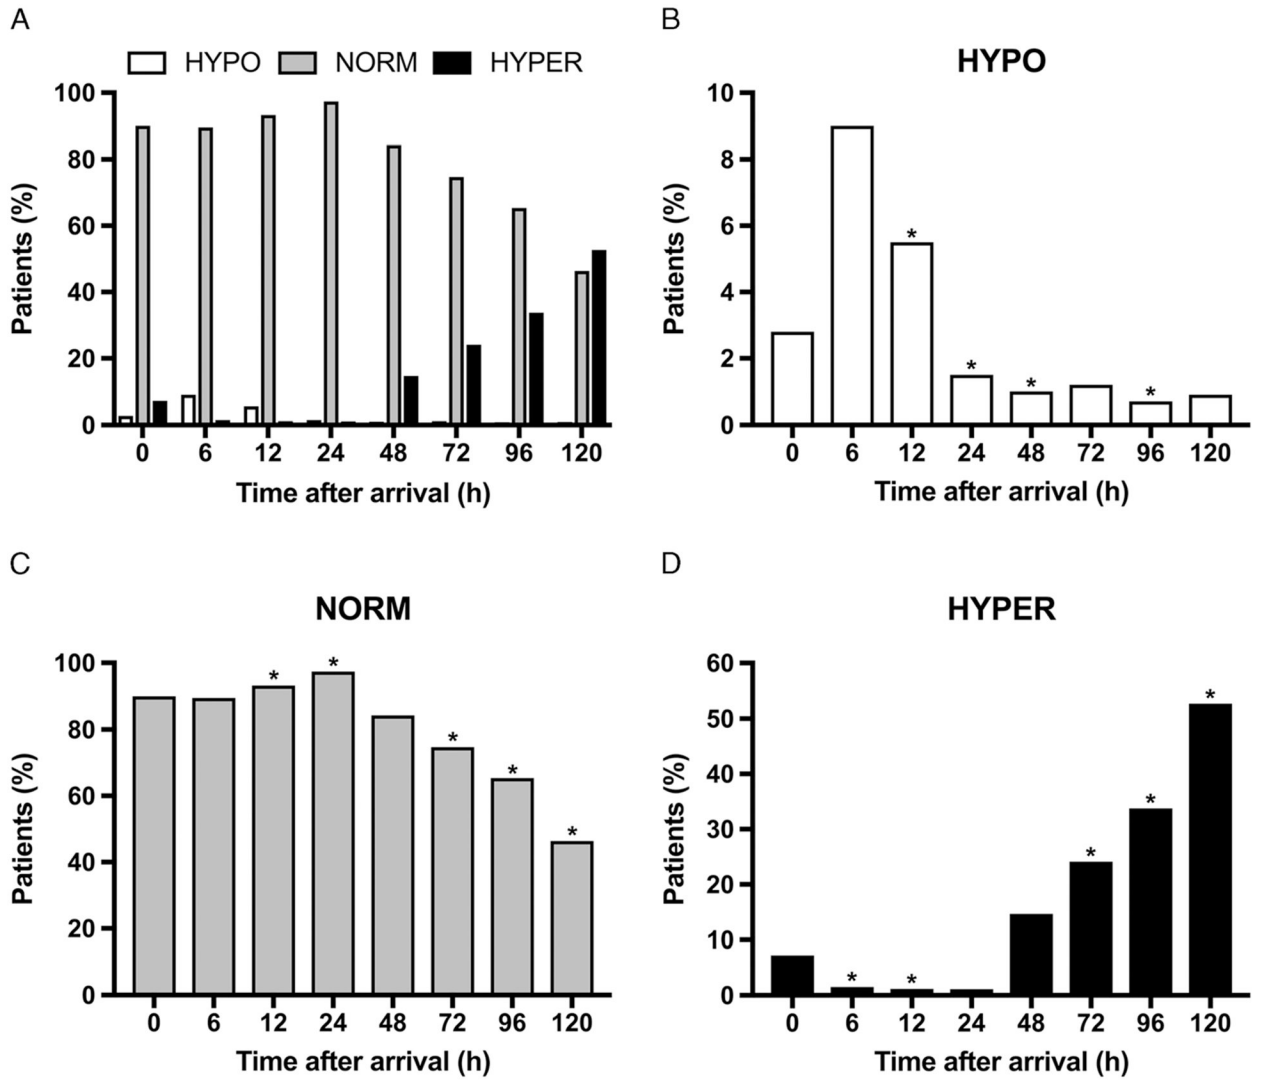 A
HYPO NORM HYPER
Patients (%)
100
80
60
40
20
0
0 6 12 24 48 72 96 120
Time after arrival (h)
B
HYPO
Patients (%)
10
8
6
4
2
0
* * * *
0 6 12 24 48 72 96 120
Time after arrival (h)
C
NORM
Patients (%)
100
80
60
40
20
0
* * * * *
0 6 12 24 48 72 96 120
Time after arrival (h)
D
HYPER
Patients (%)
60
50
40
30
20
10
0
* * * * *
0 6 12 24 48 72 96 120
Time after arrival (h)